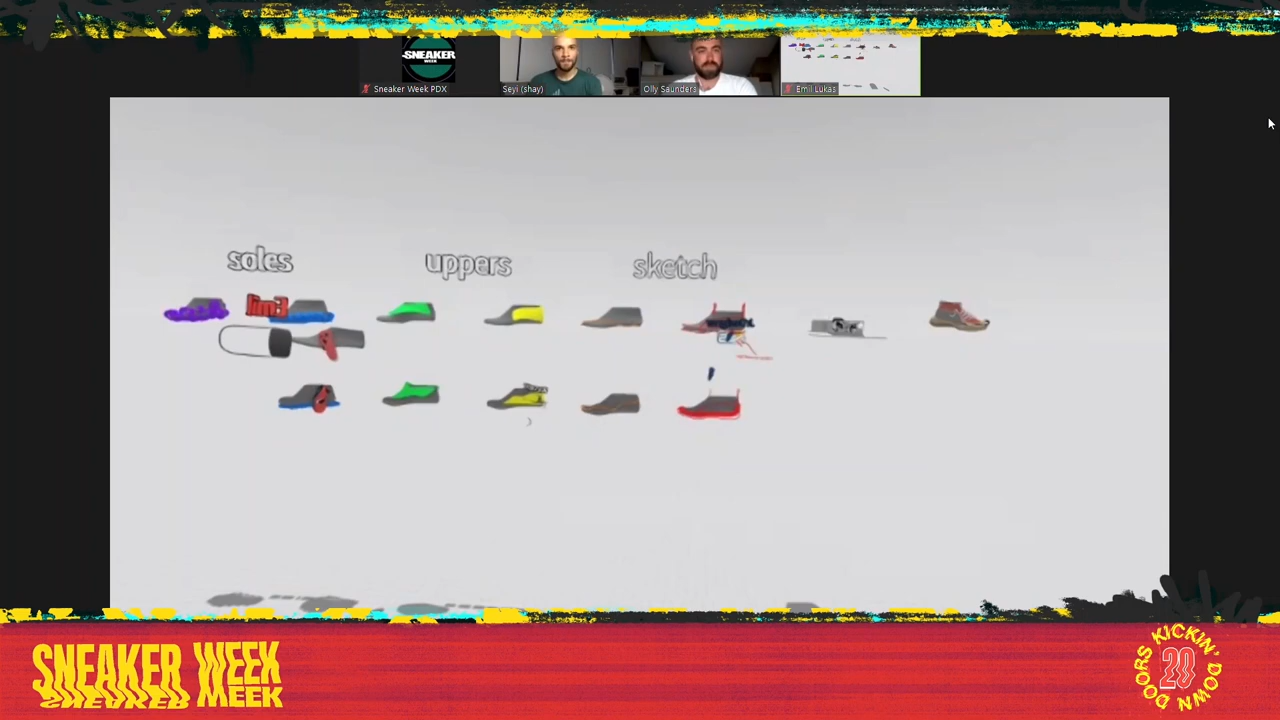 SNEAKER
WEEK
Sneaker Week PDX
Seyi (shay)
Olly Saunders
Emil Lukas
soles
uppers
sketch
SNEAKER WEEK
KICKIN' DOWN DOORS
20